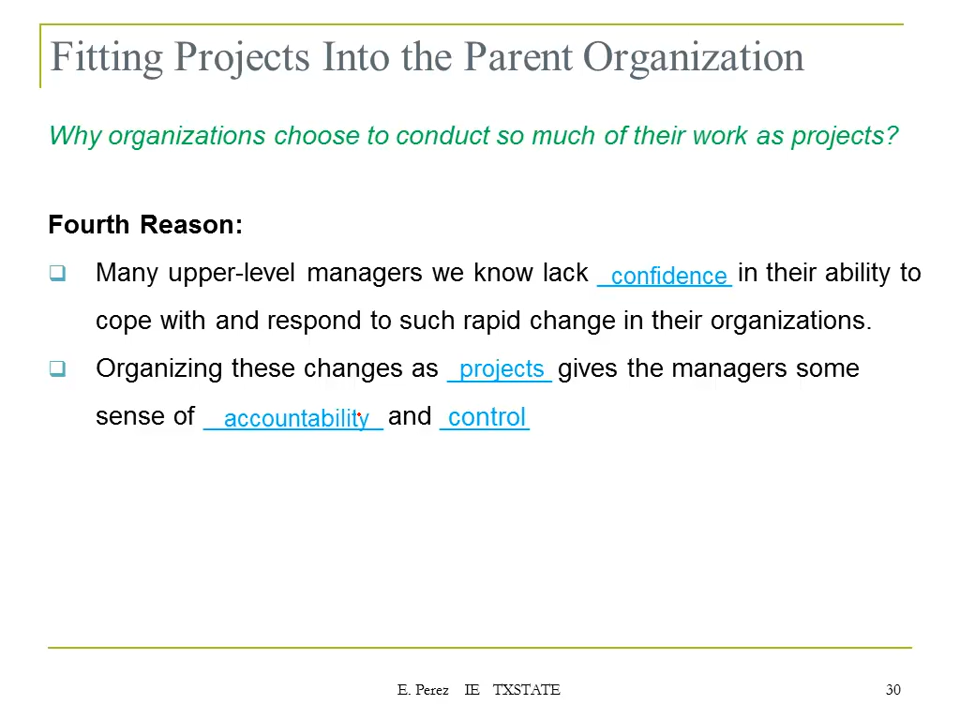 Fitting Projects Into the Parent Organization
Why organizations choose to conduct so much of their work as projects?
Fourth Reason:
Many upper-level managers we know lack confidence in their ability to
cope with and respond to such rapid change in their organizations.
Organizing these changes as projects gives the managers some
sense of accountability and control
E. Perez IE TXSTATE 30